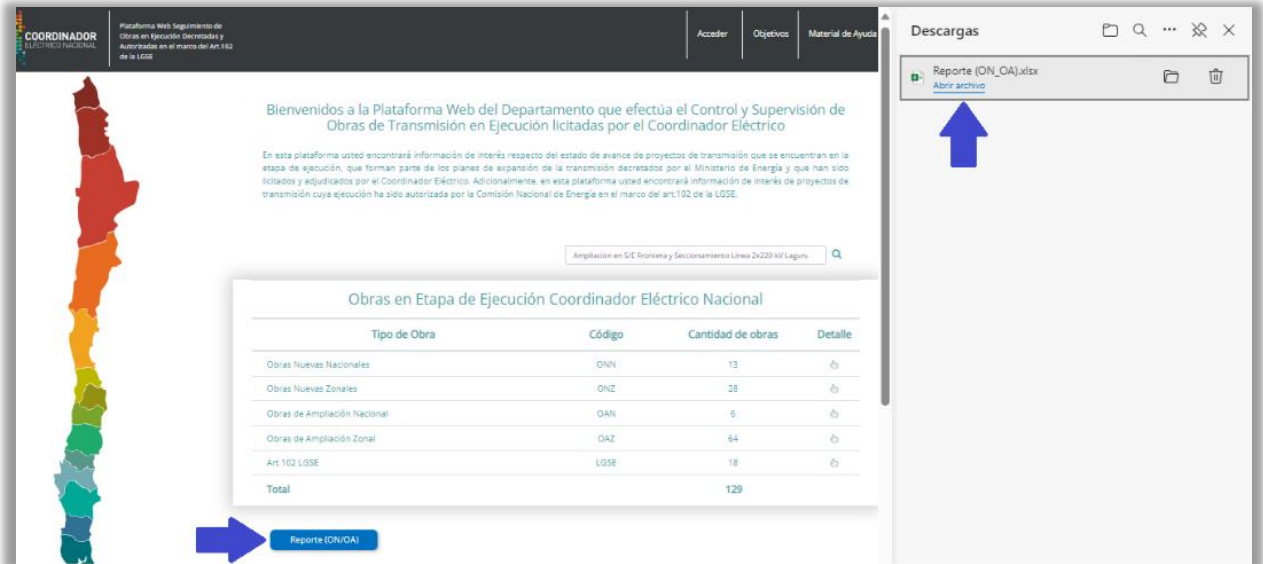 COORDINADOR
ELÉCTRICO NACIONAL
Plataforma Web Seguimiento de
Obras en Ejecución Decretadas y
Autorizadas en el marco del Art.102
de la LGSE
Acceder
Objetivos
Material de Ayuda
Bienvenidos a la Plataforma Web del Departamento que efectúa el Control y Supervisión de
Obras de Transmisión en Ejecución licitadas por el Coordinador Eléctrico
En esta plataforma usted encontrará información de interés respecto del estado de avance de proyectos de transmisión que se encuentran en la
etapa de ejecución, que forman parte de los planes de expansión de la transmisión decretados por el Ministerio de Energía y que han sido
licitados y adjudicados por el Coordinador Eléctrico. Adicionalmente, en esta plataforma usted encontrará información de interés de proyectos de
transmisión cuya ejecución ha sido autorizada por la Comisión Nacional de Energía en el marco del art.102 de la LGSE.
Ampliación en S/E Frontera y Seccionamiento Línea 2x220 kV Laguna
Obras en Etapa de Ejecución Coordinador Eléctrico Nacional
Tipo de Obra Código Cantidad de obras Detalle
Obras Nuevas Nacionales ONN 13
Obras Nuevas Zonales ONZ 28
Obras de Ampliación Nacional OAN 6
Obras de Ampliación Zonal OAZ 64
Art.102 LGSE LGSE 18
Total 129
Reporte (ON/OA)
Descargas
Reporte (ON_OA).xlsx
Abrir archivo